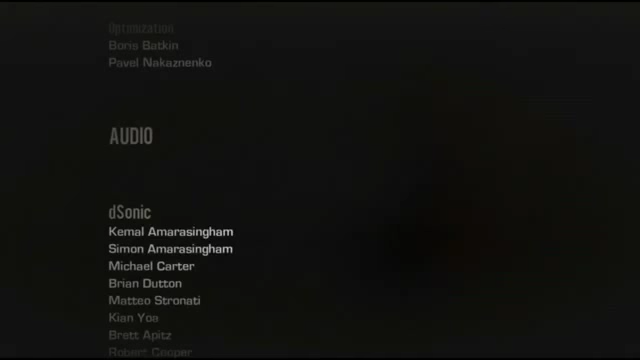 Optimization
Boris Batkin
Pavel Nakaznenko
AUDIO
dSonic
Kemal Amarasingham
Simon Amarasingham
Michael Carter
Brian Dutton
Matteo Stronati
Kian Yoa
Brett Apitz
Robert Cooper